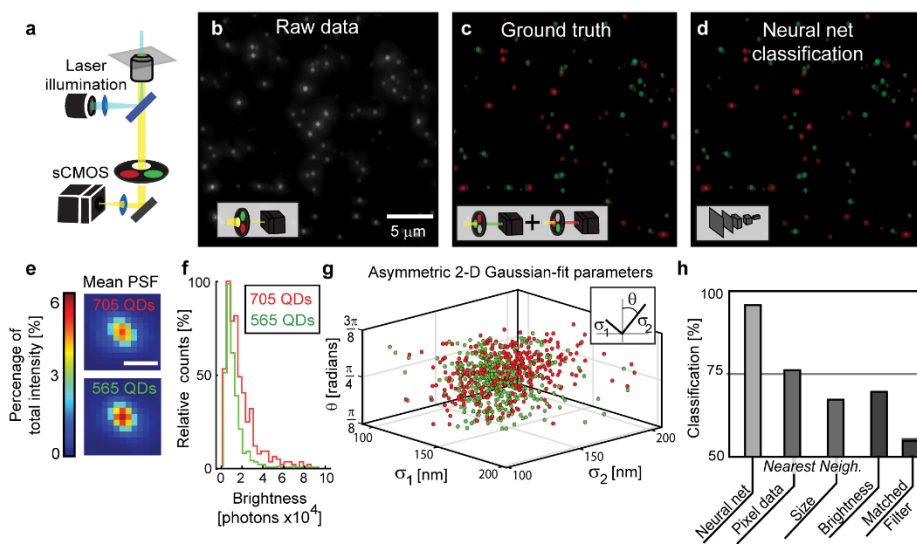 a
Laser
illumination
sCMOS
b
Raw data
5 μm
c
Ground truth
+
d
Neural net
classification
e
Mean PSF
Percentage of
total intensity [%]
6
3
0
705 QDs
565 QDs
f
Relative counts [%]
100
50
0
705 QDs
565 QDs
0 2 4 6 8 10
Brightness
[photons x10⁴]
g
Asymmetric 2-D Gaussian-fit parameters
θ
σ₁
σ₂
θ [radians]
3π
8
π
4
π
8
100
150
200
σ₁ [nm]
100
150
200
σ₂ [nm]
h
Classification [%]
100
75
50
Nearest Neigh.
Neural net
Pixel data
Size
Brightness
Matched
Filter